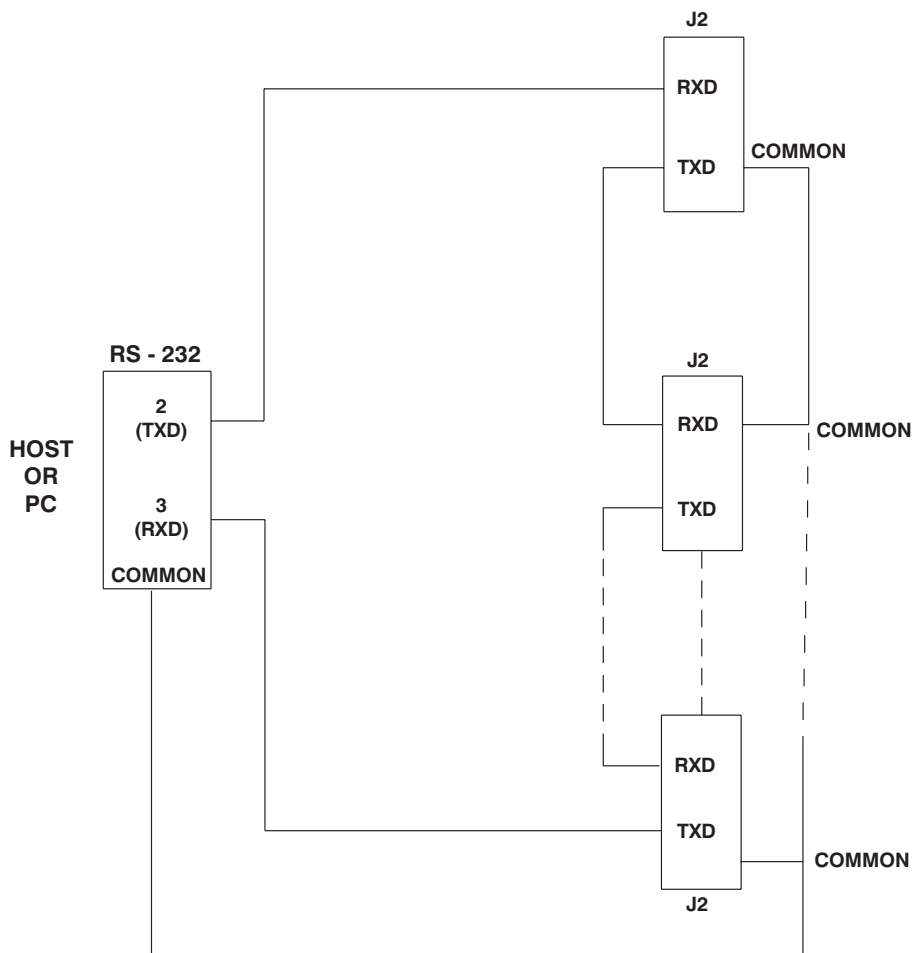 J2
RXD
TXD
COMMON
RS - 232
2
(TXD)
3
(RXD)
COMMON
HOST
OR
PC
J2
RXD
TXD
COMMON
RXD
TXD
COMMON
J2